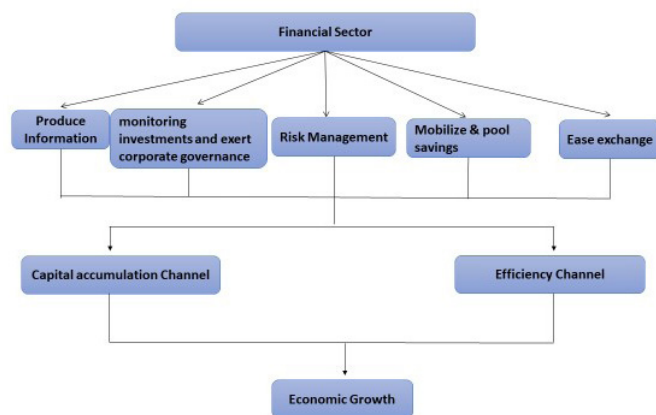 Financial Sector
Produce
Information
monitoring
investments and exert
corporate governance
Risk Management
Mobilize & pool
savings
Ease exchange
Capital accumulation Channel
Efficiency Channel
Economic Growth